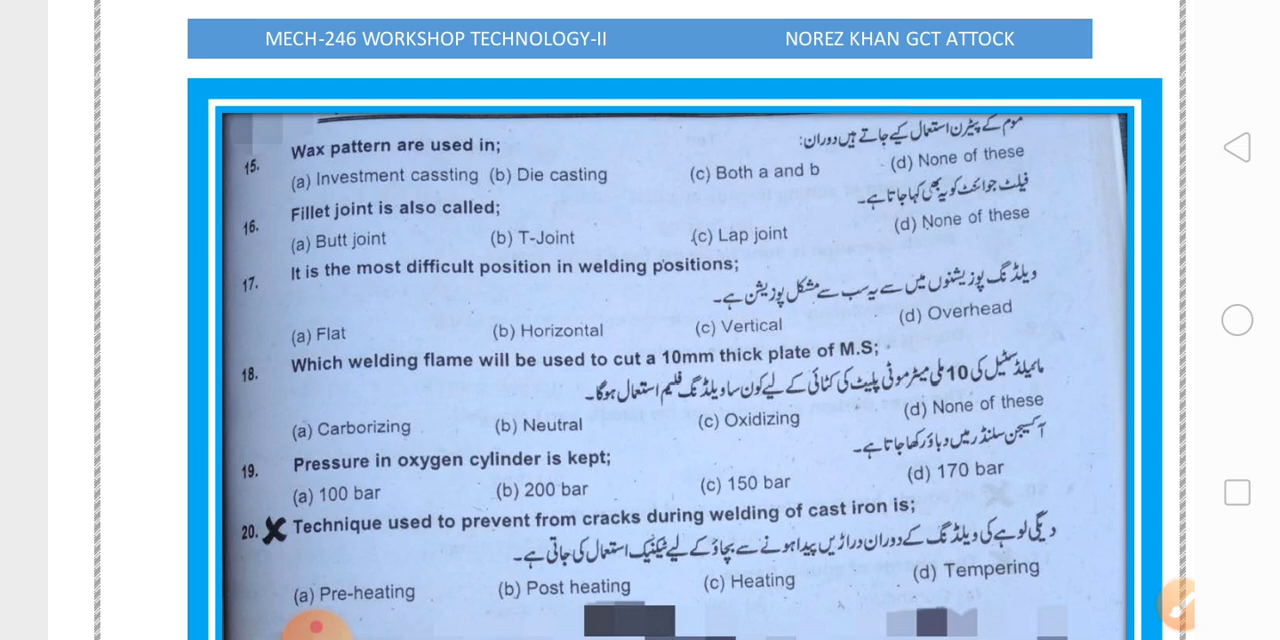 MECH-246 WORKSHOP TECHNOLOGY-II NOREZ KHAN GCT ATTOCK
15. Wax pattern are used in; موم کے پیٹرن استعمال کیے جاتے ہیں دوران:
(a) Investment cassting (b) Die casting (c) Both a and b (d) None of these
16. Fillet joint is also called; فیلٹ جوائنٹ کو یہ بھی کہا جاتا ہے۔
(a) Butt joint (b) T-Joint (c) Lap joint (d) None of these
17. It is the most difficult position in welding positions;
ویلڈنگ پوزیشنوں میں سے یہ سب سے مشکل پوزیشن ہے۔
(a) Flat (b) Horizontal (c) Vertical (d) Overhead
18. Which welding flame will be used to cut a 10mm thick plate of M.S;
مائیلڈ سٹیل کی 10 ملی میٹر موٹی پلیٹ کی کٹائی کے لیے کون سا ویلڈنگ فلیم استعمال ہوگا۔
(a) Carborizing (b) Neutral (c) Oxidizing (d) None of these
19. Pressure in oxygen cylinder is kept; آکسیجن سلنڈر میں دباؤ رکھا جاتا ہے۔
(a) 100 bar (b) 200 bar (c) 150 bar (d) 170 bar
20. Technique used to prevent from cracks during welding of cast iron is;
دیگی لوہے کی ویلڈنگ کے دوران دراڑیں پیدا ہونے سے بچاؤ کے لیے ٹیکنیک استعمال کی جاتی ہے۔
(a) Pre-heating (b) Post heating (c) Heating (d) Tempering